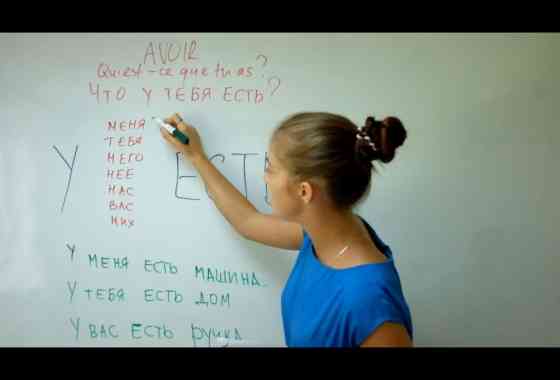 AVOIR
Qu'est-ce que tu as?
ЧТО У ТЕБЯ ЕСТЬ?
МЕНЯ
ТЕБЯ
НЕГО
НЕЕ
НАС
ВАС
НИХ
У ЕСТЬ
У МЕНЯ ЕСТЬ МАШИНА.
У ТЕБЯ ЕСТЬ ДОМ
У ВАС ЕСТЬ РУЧКА